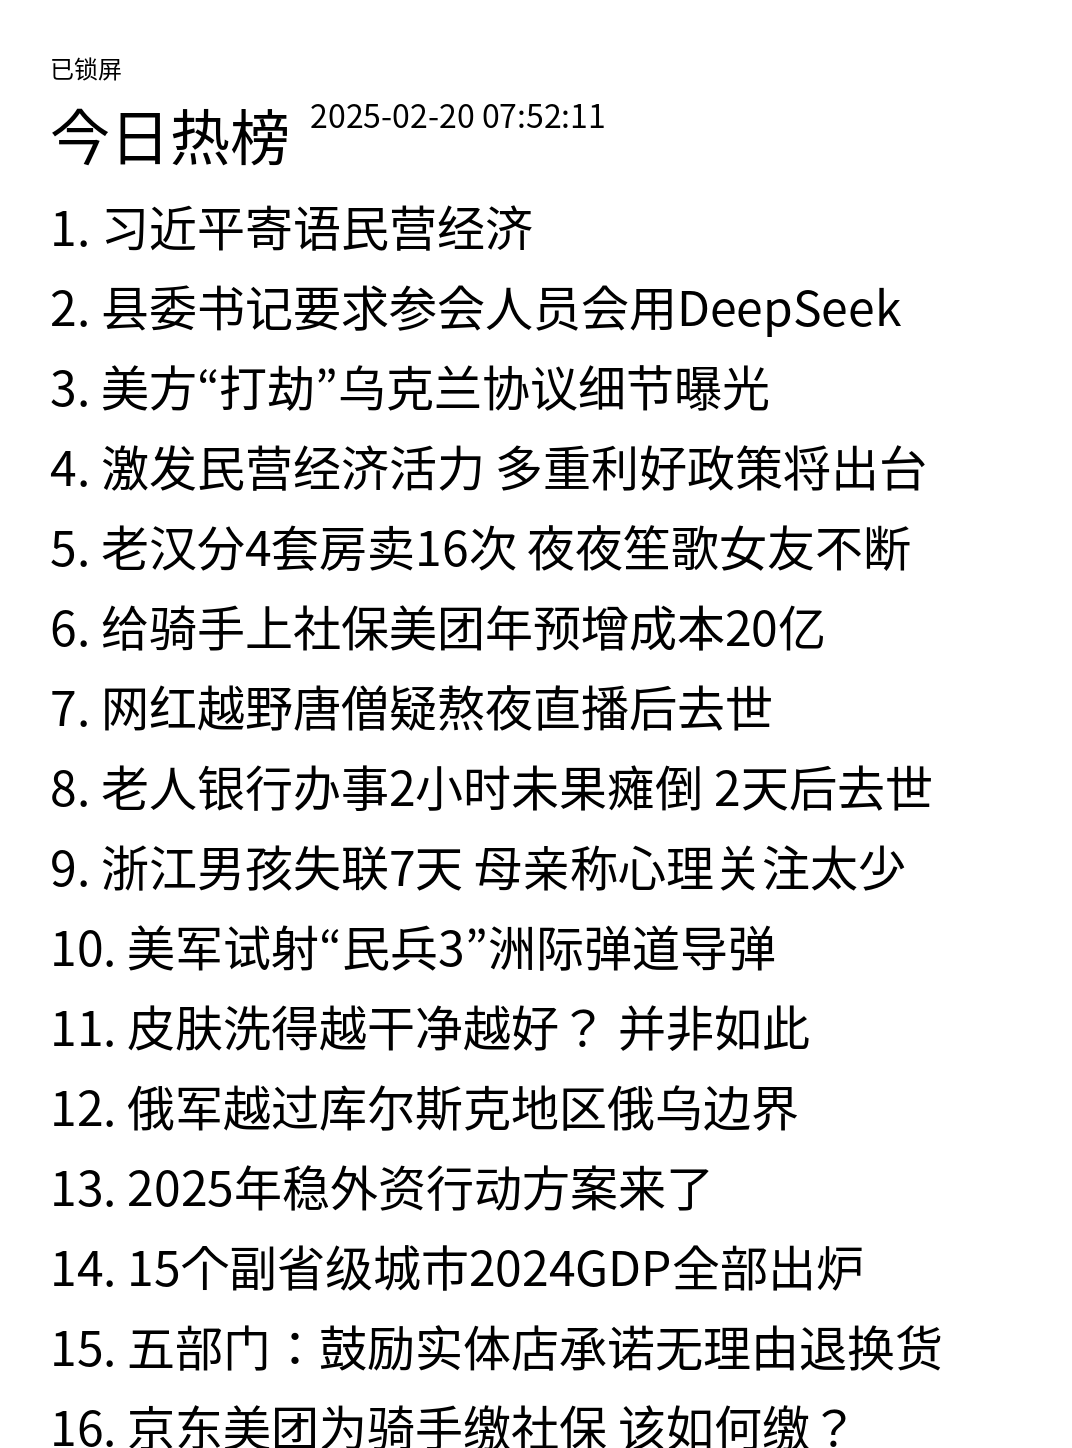 已锁屏
今日热榜 2025-02-20 07:52:11
1. 习近平寄语民营经济
2. 县委书记要求参会人员会用DeepSeek
3. 美方“打劫”乌克兰协议细节曝光
4. 激发民营经济活力 多重利好政策将出台
5. 老汉分4套房卖16次 夜夜笙歌女友不断
6. 给骑手上社保美团年预增成本20亿
7. 网红越野唐僧疑熬夜直播后去世
8. 老人银行办事2小时未果瘫倒 2天后去世
9. 浙江男孩失联7天 母亲称心理关注太少
10. 美军试射“民兵3”洲际弹道导弹
11. 皮肤洗得越干净越好？ 并非如此
12. 俄军越过库尔斯克地区俄乌边界
13. 2025年稳外资行动方案来了
14. 15个副省级城市2024GDP全部出炉
15. 五部门：鼓励实体店承诺无理由退换货
16. 京东美团为骑手缴社保 该如何缴？